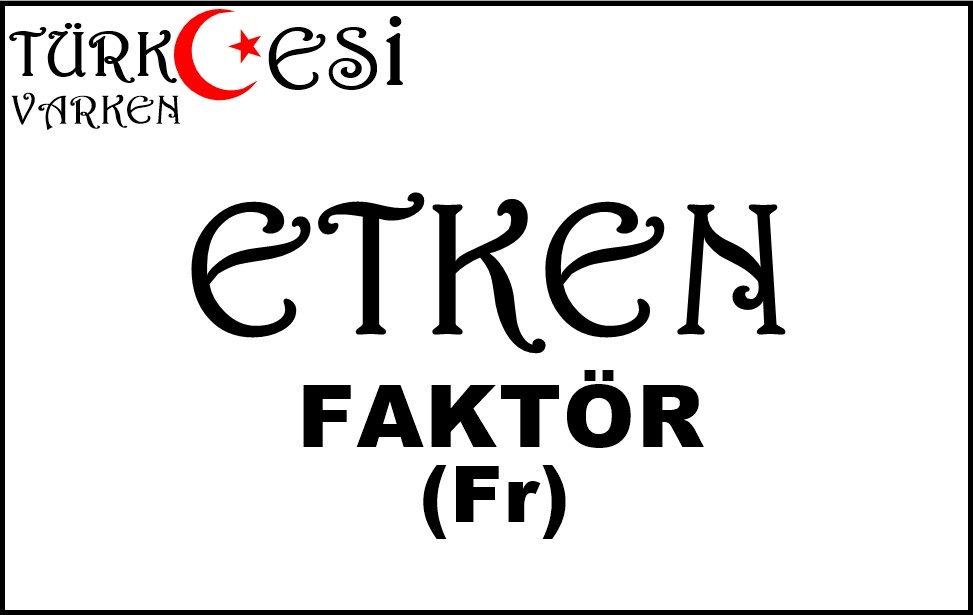 TÜRKÇESİ
VARKEN
ETKEN
FAKTÖR
(Fr)